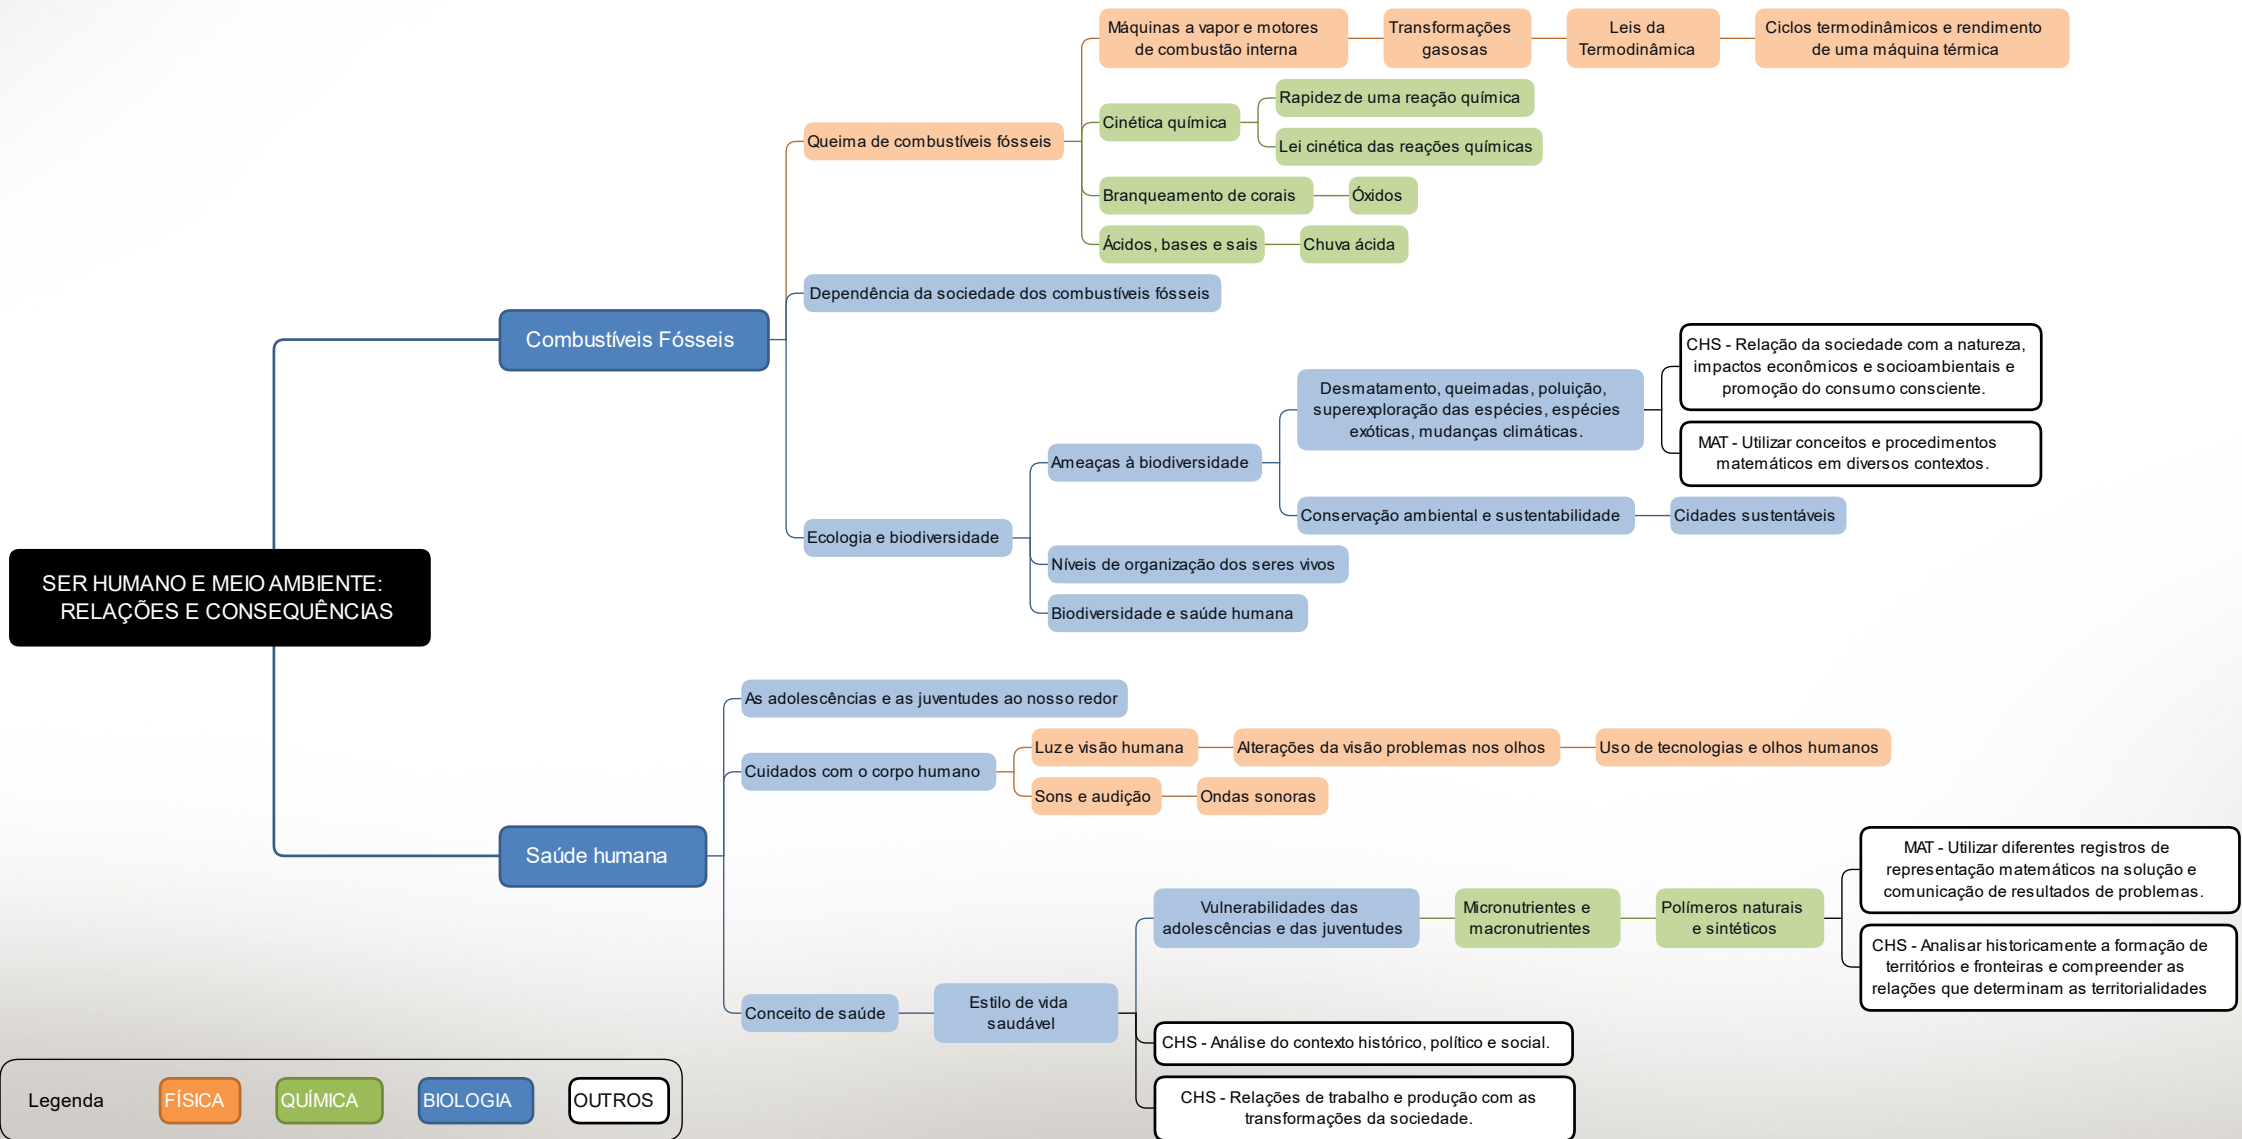 Máquinas a vapor e motores
de combustão interna
Transformações
gasosas
Leis da
Termodinâmica
Ciclos termodinâmicos e rendimento
de uma máquina térmica
Rapidez de uma reação química
Cinética química
Lei cinética das reações químicas
Queima de combustíveis fósseis
Branqueamento de corais
Óxidos
Ácidos, bases e sais
Chuva ácida
Dependência da sociedade dos combustíveis fósseis
Combustíveis Fósseis
CHS - Relação da sociedade com a natureza,
impactos econômicos e socioambientais e
promoção do consumo consciente.
Desmatamento, queimadas, poluição,
superexploração das espécies, espécies
exóticas, mudanças climáticas.
MAT - Utilizar conceitos e procedimentos
matemáticos em diversos contextos.
Ameaças à biodiversidade
Conservação ambiental e sustentabilidade
Cidades sustentáveis
Ecologia e biodiversidade
Níveis de organização dos seres vivos
Biodiversidade e saúde humana
SER HUMANO E MEIO AMBIENTE:
RELAÇÕES E CONSEQUÊNCIAS
As adolescências e as juventudes ao nosso redor
Luz e visão humana
Alterações da visão problemas nos olhos
Uso de tecnologias e olhos humanos
Cuidados com o corpo humano
Sons e audição
Ondas sonoras
Saúde humana
MAT - Utilizar diferentes registros de
representação matemáticos na solução e
comunicação de resultados de problemas.
Vulnerabilidades das
adolescências e das juventudes
Micronutrientes e
macronutrientes
Polímeros naturais
e sintéticos
CHS - Analisar historicamente a formação de
territórios e fronteiras e compreender as
relações que determinam as territorialidades
Conceito de saúde
Estilo de vida
saudável
CHS - Análise do contexto histórico, político e social.
CHS - Relações de trabalho e produção com as
transformações da sociedade.
Legenda
FÍSICA
QUÍMICA
BIOLOGIA
OUTROS